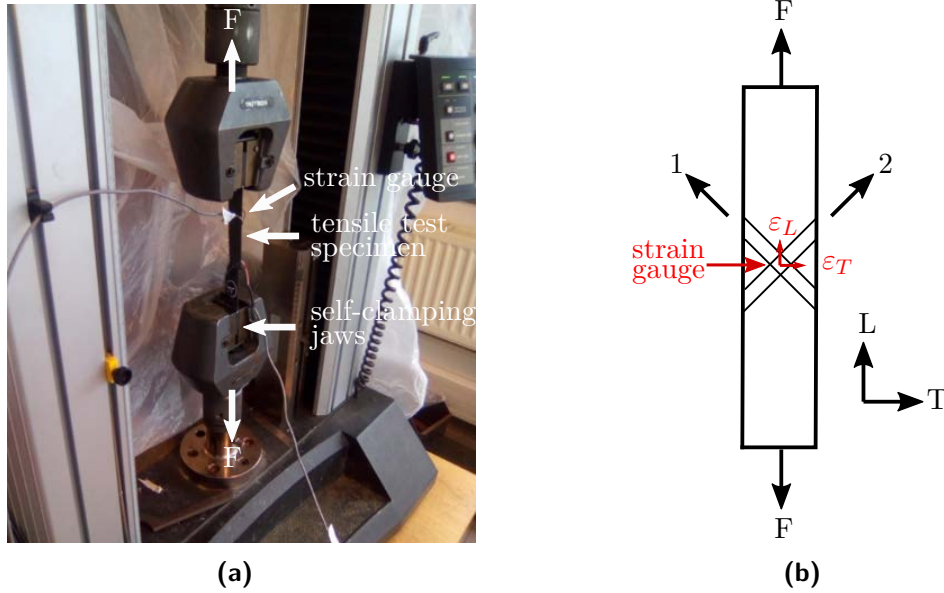 F
strain gauge
tensile test
specimen
self-clamping
jaws
F
(a)
F
1
2
εL
strain
gauge
εT
L
T
F
(b)